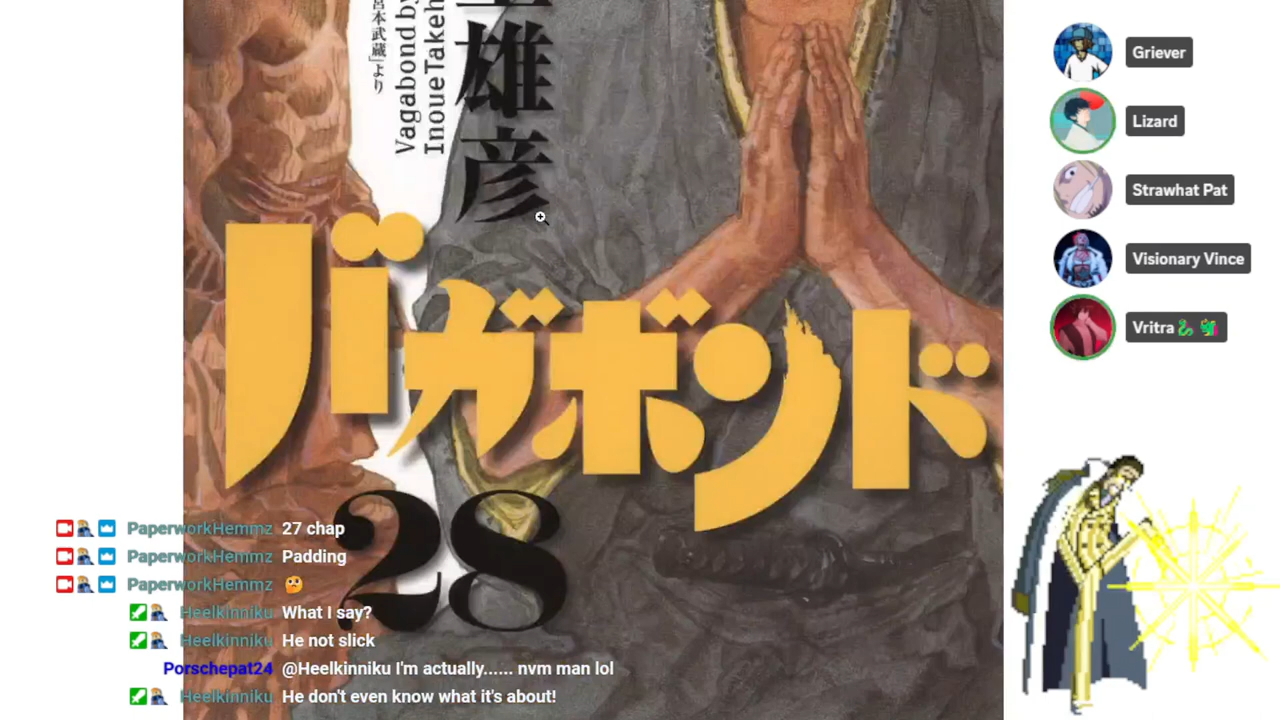 宮本武蔵』より
Vagabond by
Inoue Takeh
雄彦
バガボンド
28
Griever
Lizard
Strawhat Pat
Visionary Vince
Vritra🐍 🐲
PaperworkHemmz 27 chap
PaperworkHemmz Padding
PaperworkHemmz 🥺
Heelkinniku What I say?
Heelkinniku He not slick
Porschepat24 @Heelkinniku I'm actually...... nvm man lol
Heelkinniku He don't even know what it's about!